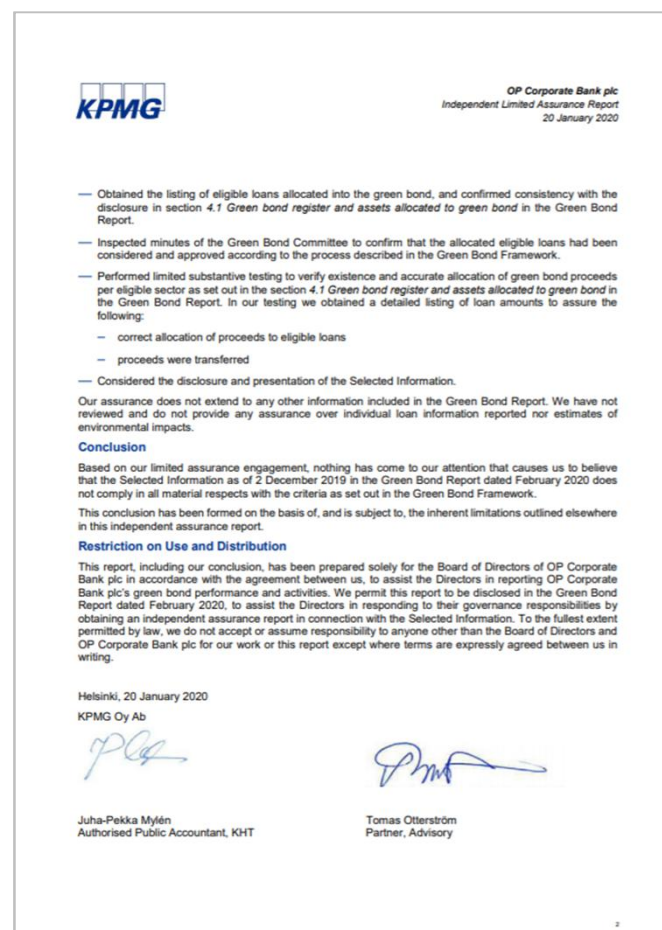 KPMG
OP Corporate Bank plc
Independent Limited Assurance Report
20 January 2020
— Obtained the listing of eligible loans allocated into the green bond, and confirmed consistency with the
disclosure in section 4.1 Green bond register and assets allocated to green bond in the Green Bond
Report.
— Inspected minutes of the Green Bond Committee to confirm that the allocated eligible loans had been
considered and approved according to the process described in the Green Bond Framework.
— Performed limited substantive testing to verify existence and accurate allocation of green bond proceeds
per eligible sector as set out in the section 4.1 Green bond register and assets allocated to green bond in
the Green Bond Report. In our testing we obtained a detailed listing of loan amounts to assure the
following:
– correct allocation of proceeds to eligible loans
– proceeds were transferred
— Considered the disclosure and presentation of the Selected Information.
Our assurance does not extend to any other information included in the Green Bond Report. We have not
reviewed and do not provide any assurance over individual loan information reported nor estimates of
environmental impacts.
Conclusion
Based on our limited assurance engagement, nothing has come to our attention that causes us to believe
that the Selected Information as of 2 December 2019 in the Green Bond Report dated February 2020 does
not comply in all material respects with the criteria as set out in the Green Bond Framework.
This conclusion has been formed on the basis of, and is subject to, the inherent limitations outlined elsewhere
in this independent assurance report.
Restriction on Use and Distribution
This report, including our conclusion, has been prepared solely for the Board of Directors of OP Corporate
Bank plc in accordance with the agreement between us, to assist the Directors in reporting OP Corporate
Bank plc's green bond performance and activities. We permit this report to be disclosed in the Green Bond
Report dated February 2020, to assist the Directors in responding to their governance responsibilities by
obtaining an independent assurance report in connection with the Selected Information. To the fullest extent
permitted by law, we do not accept or assume responsibility to anyone other than the Board of Directors and
OP Corporate Bank plc for our work or this report except where terms are expressly agreed between us in
writing.
Helsinki, 20 January 2020
KPMG Oy Ab
Juha-Pekka Mylén
Authorised Public Accountant, KHT
Tomas Otterström
Partner, Advisory
2